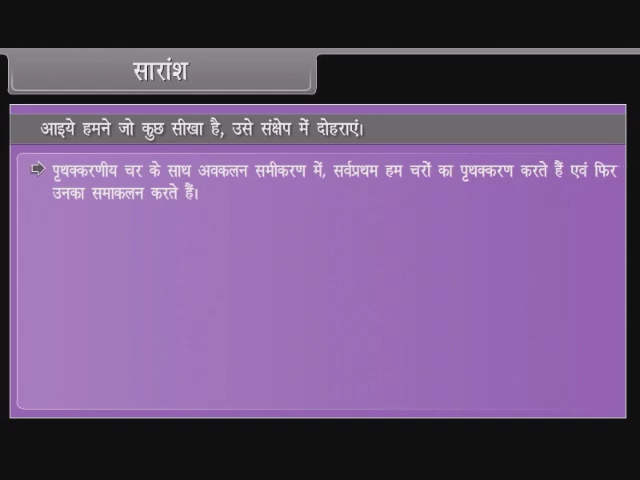 सारांश
आइये हमने जो कुछ सीखा है, उसे संक्षेप में दोहराएं।
पृथक्करणीय चर के साथ अवकलन समीकरण में, सर्वप्रथम हम चरों का पृथक्करण करते हैं एवं फिर
उनका समाकलन करते हैं।